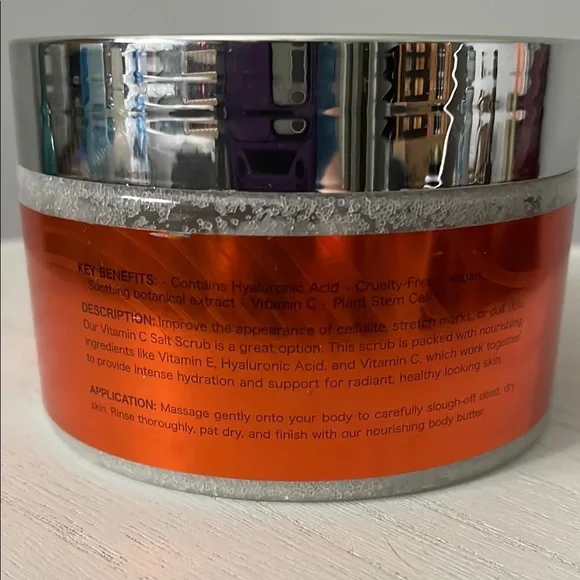 KEY BENEFITS: · Contains Hyaluronic Acid · Cruelty-Free · Vegan
Soothing botanical extract · Vitamin C · Plant Stem Cell
DESCRIPTION: Improve the appearance of cellulite, stretch marks, or dull skin.
Our Vitamin C Salt Scrub is a great option. This scrub is packed with nourishing
ingredients like Vitamin E, Hyaluronic Acid, and Vitamin C, which work together
to provide intense hydration and support for radiant, healthy looking skin.
APPLICATION: Massage gently onto your body to carefully slough-off dead, dry
skin. Rinse thoroughly, pat dry, and finish with our nourishing body butter.